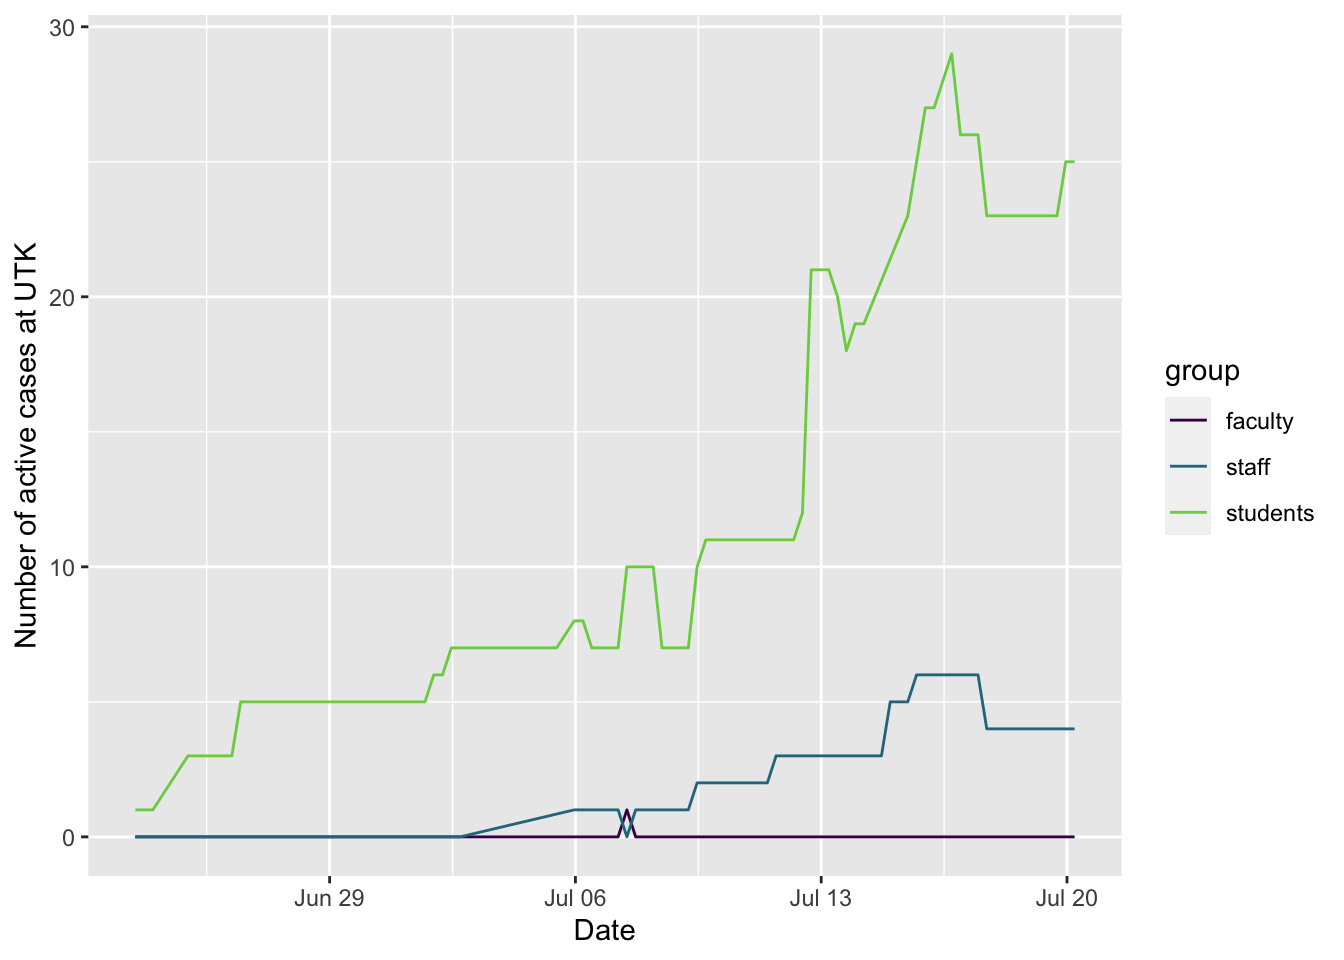 Number of active cases at UTK
30
20
10
0
Jun 29
Jul 06
Jul 13
Jul 20
Date
group
faculty
staff
students